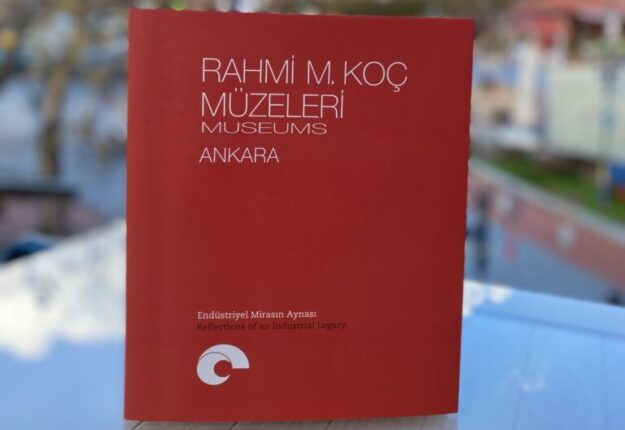 RAHMİ M. KOÇ
MÜZELERİ
MUSEUMS
ANKARA
Endüstriyel Mirasın Aynası
Reflections of an Industrial Legacy